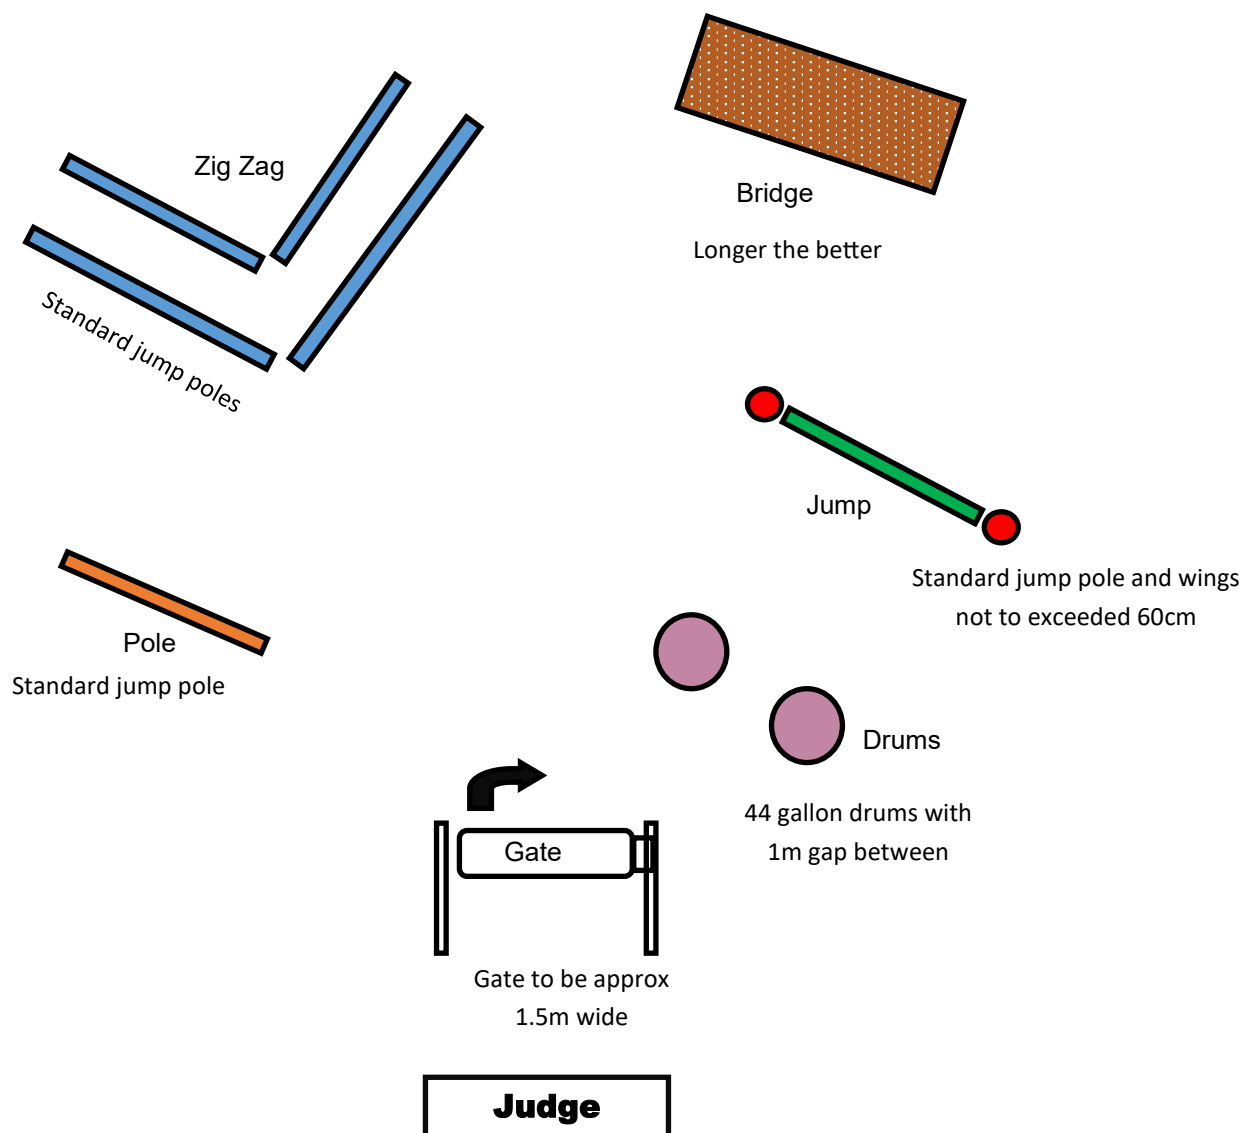 Zig Zag
Bridge
Longer the better
Standard jump poles
Jump
Standard jump pole and wings
not to exceeded 60cm
Pole
Standard jump pole
Drums
44 gallon drums with
1m gap between
Gate
Gate to be approx
1.5m wide
Judge